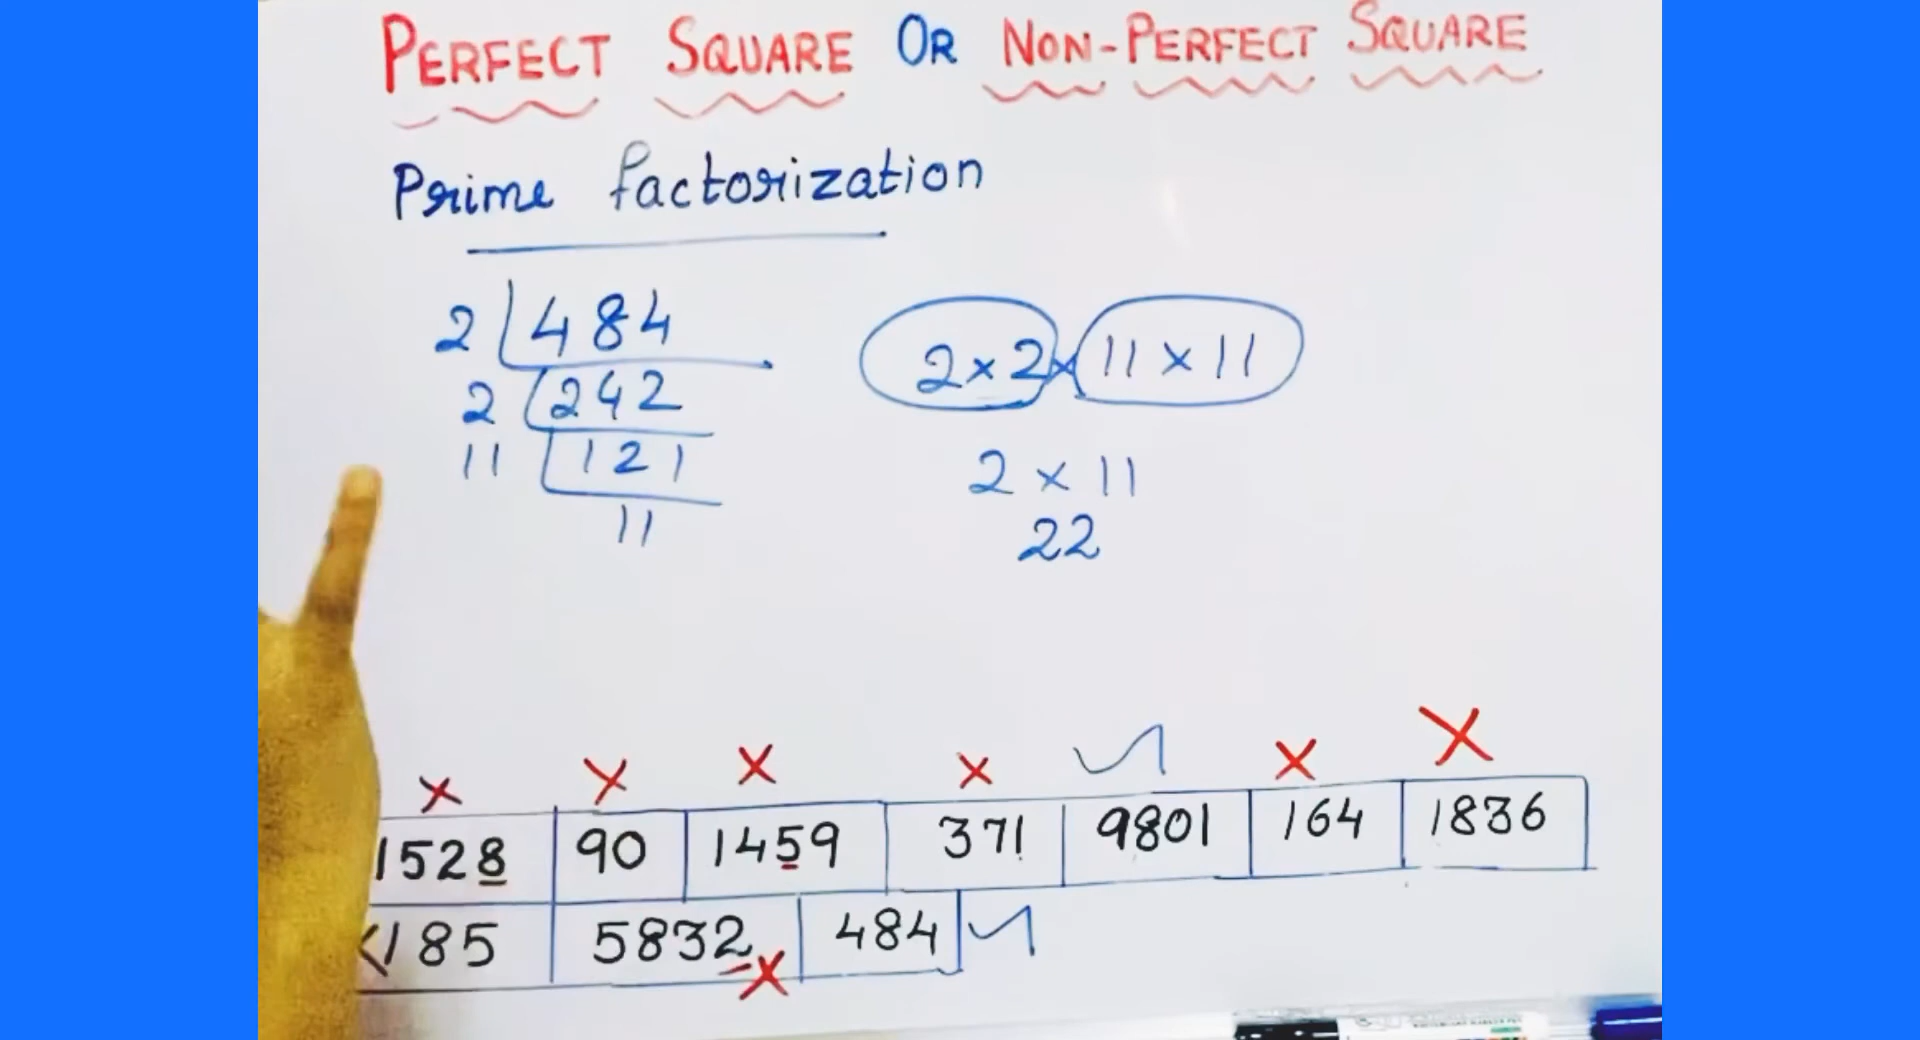 PERFECT SQUARE OR NON-PERFECT SQUARE
Prime factorization
2 484
2 242
11 121
11
2 × 2 × 11 × 11
2 × 11
22
× × × × × ×
1528 90 1459 371 9801 164 1836
185 5832 × 484